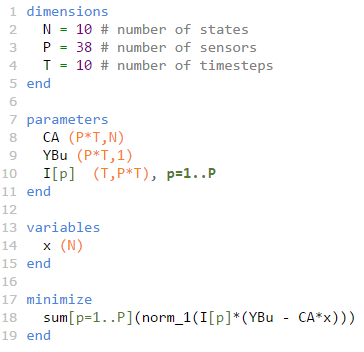 1 dimensions
2 N = 10 # number of states
3 P = 38 # number of sensors
4 T = 10 # number of timesteps
5 end
6
7 parameters
8 CA (P*T,N)
9 YBu (P*T,1)
10 I[p] (T,P*T), p=1..P
11 end
12
13 variables
14 x (N)
15 end
16
17 minimize
18 sum[p=1..P](norm_1(I[p]*(YBu - CA*x)))
19 end